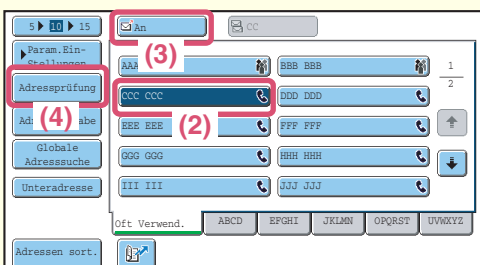 5 10 15
An
CC
Param.Ein-
(3)
AAA
BBB BBB
1
2
Adressprüfung
CCC CCC
DDD DDD
(4)
EEE EEE
(2)
FFF FFF
Globale
Adresssuche
GGG GGG
HHH HHH
Unteradresse
III III
JJJ JJJ
Oft Verwend.
ABCD
EFGHI
JKLMN
OPQRST
UVWXYZ
Adressen sort.